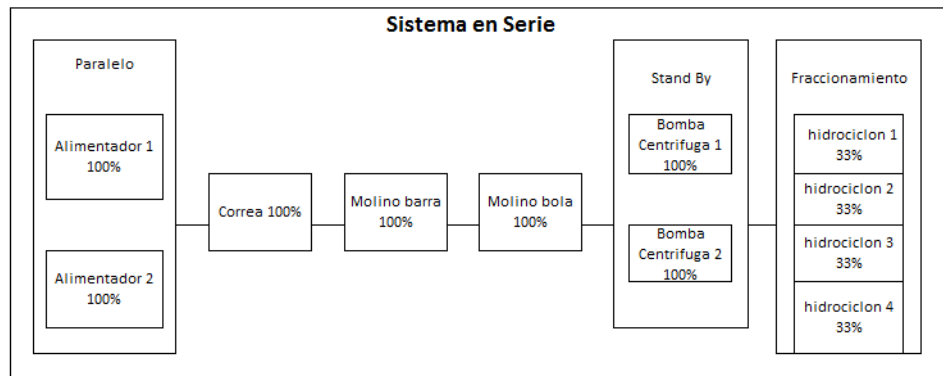 Sistema en Serie
Paralelo
Alimentador 1
100%
Alimentador 2
100%
Correa 100%
Molino barra
100%
Molino bola
100%
Stand By
Bomba
Centrifuga 1
100%
Bomba
Centrifuga 2
100%
Fraccionamiento
hidrociclon 1
33%
hidrociclon 2
33%
hidrociclon 3
33%
hidrociclon 4
33%